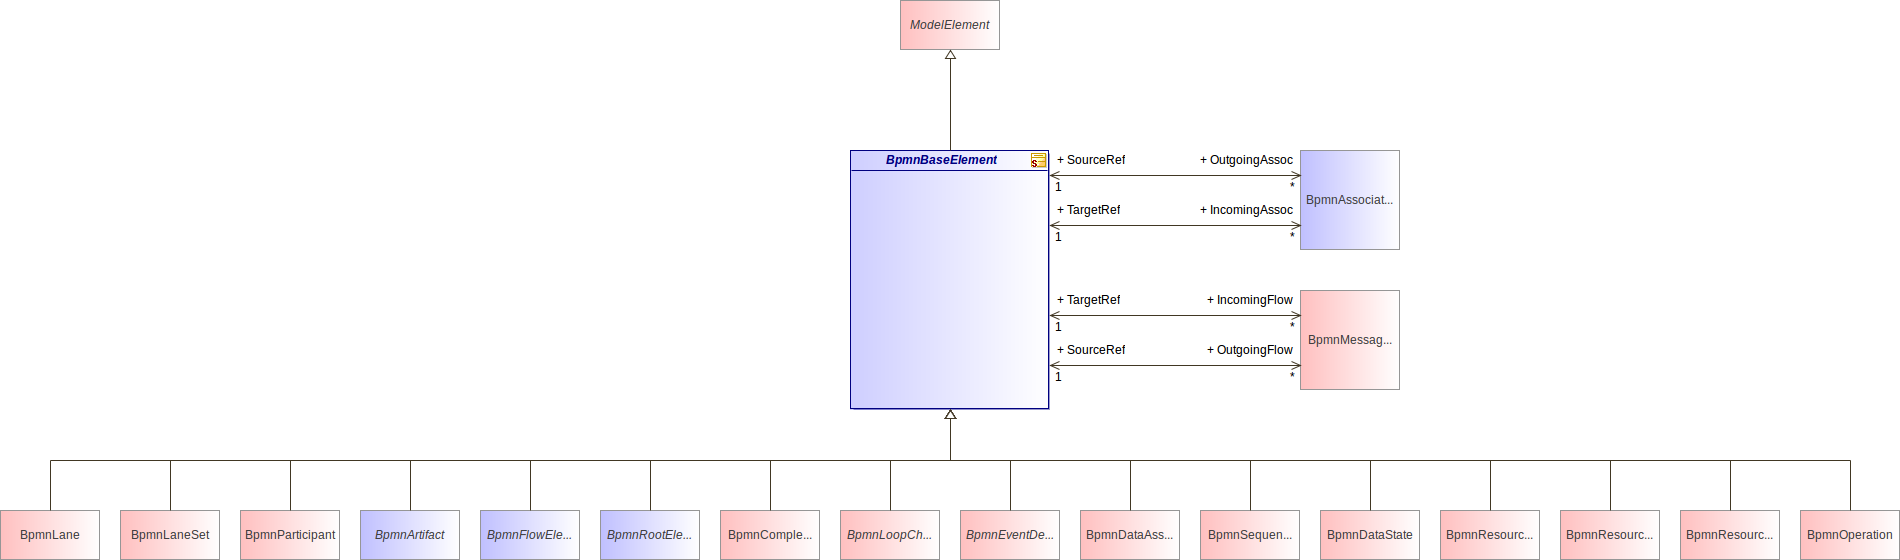 ModelElement
BpmnBaseElement
+ SourceRef + OutgoingAssoc
1 *
BpmnAssociat...
+ TargetRef + IncomingAssoc
1 *
+ TargetRef + IncomingFlow
1 *
BpmnMessag...
+ SourceRef + OutgoingFlow
1 *
BpmnLane BpmnLaneSet BpmnParticipant BpmnArtifact BpmnFlowEle... BpmnRootEle... BpmnComple... BpmnLoopCh... BpmnEventDe... BpmnDataAss... BpmnSequen... BpmnDataState BpmnResourc... BpmnResourc... BpmnResourc... BpmnOperation